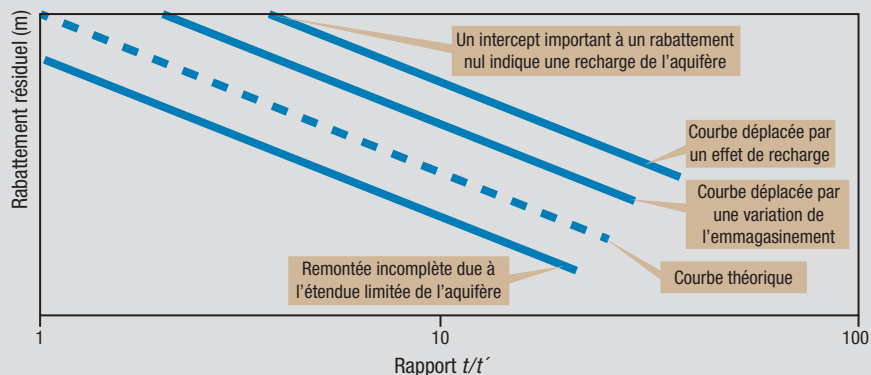 Rabattement résiduel (m)
Un intercept important à un rabattement
nul indique une recharge de l’aquifère
Courbe déplacée par
un effet de recharge
Courbe déplacée par
une variation de
l’emmagasinement
Remontée incomplète due à
l’étendue limitée de l’aquifère
Courbe théorique
1
10
100
Rapport t/t´